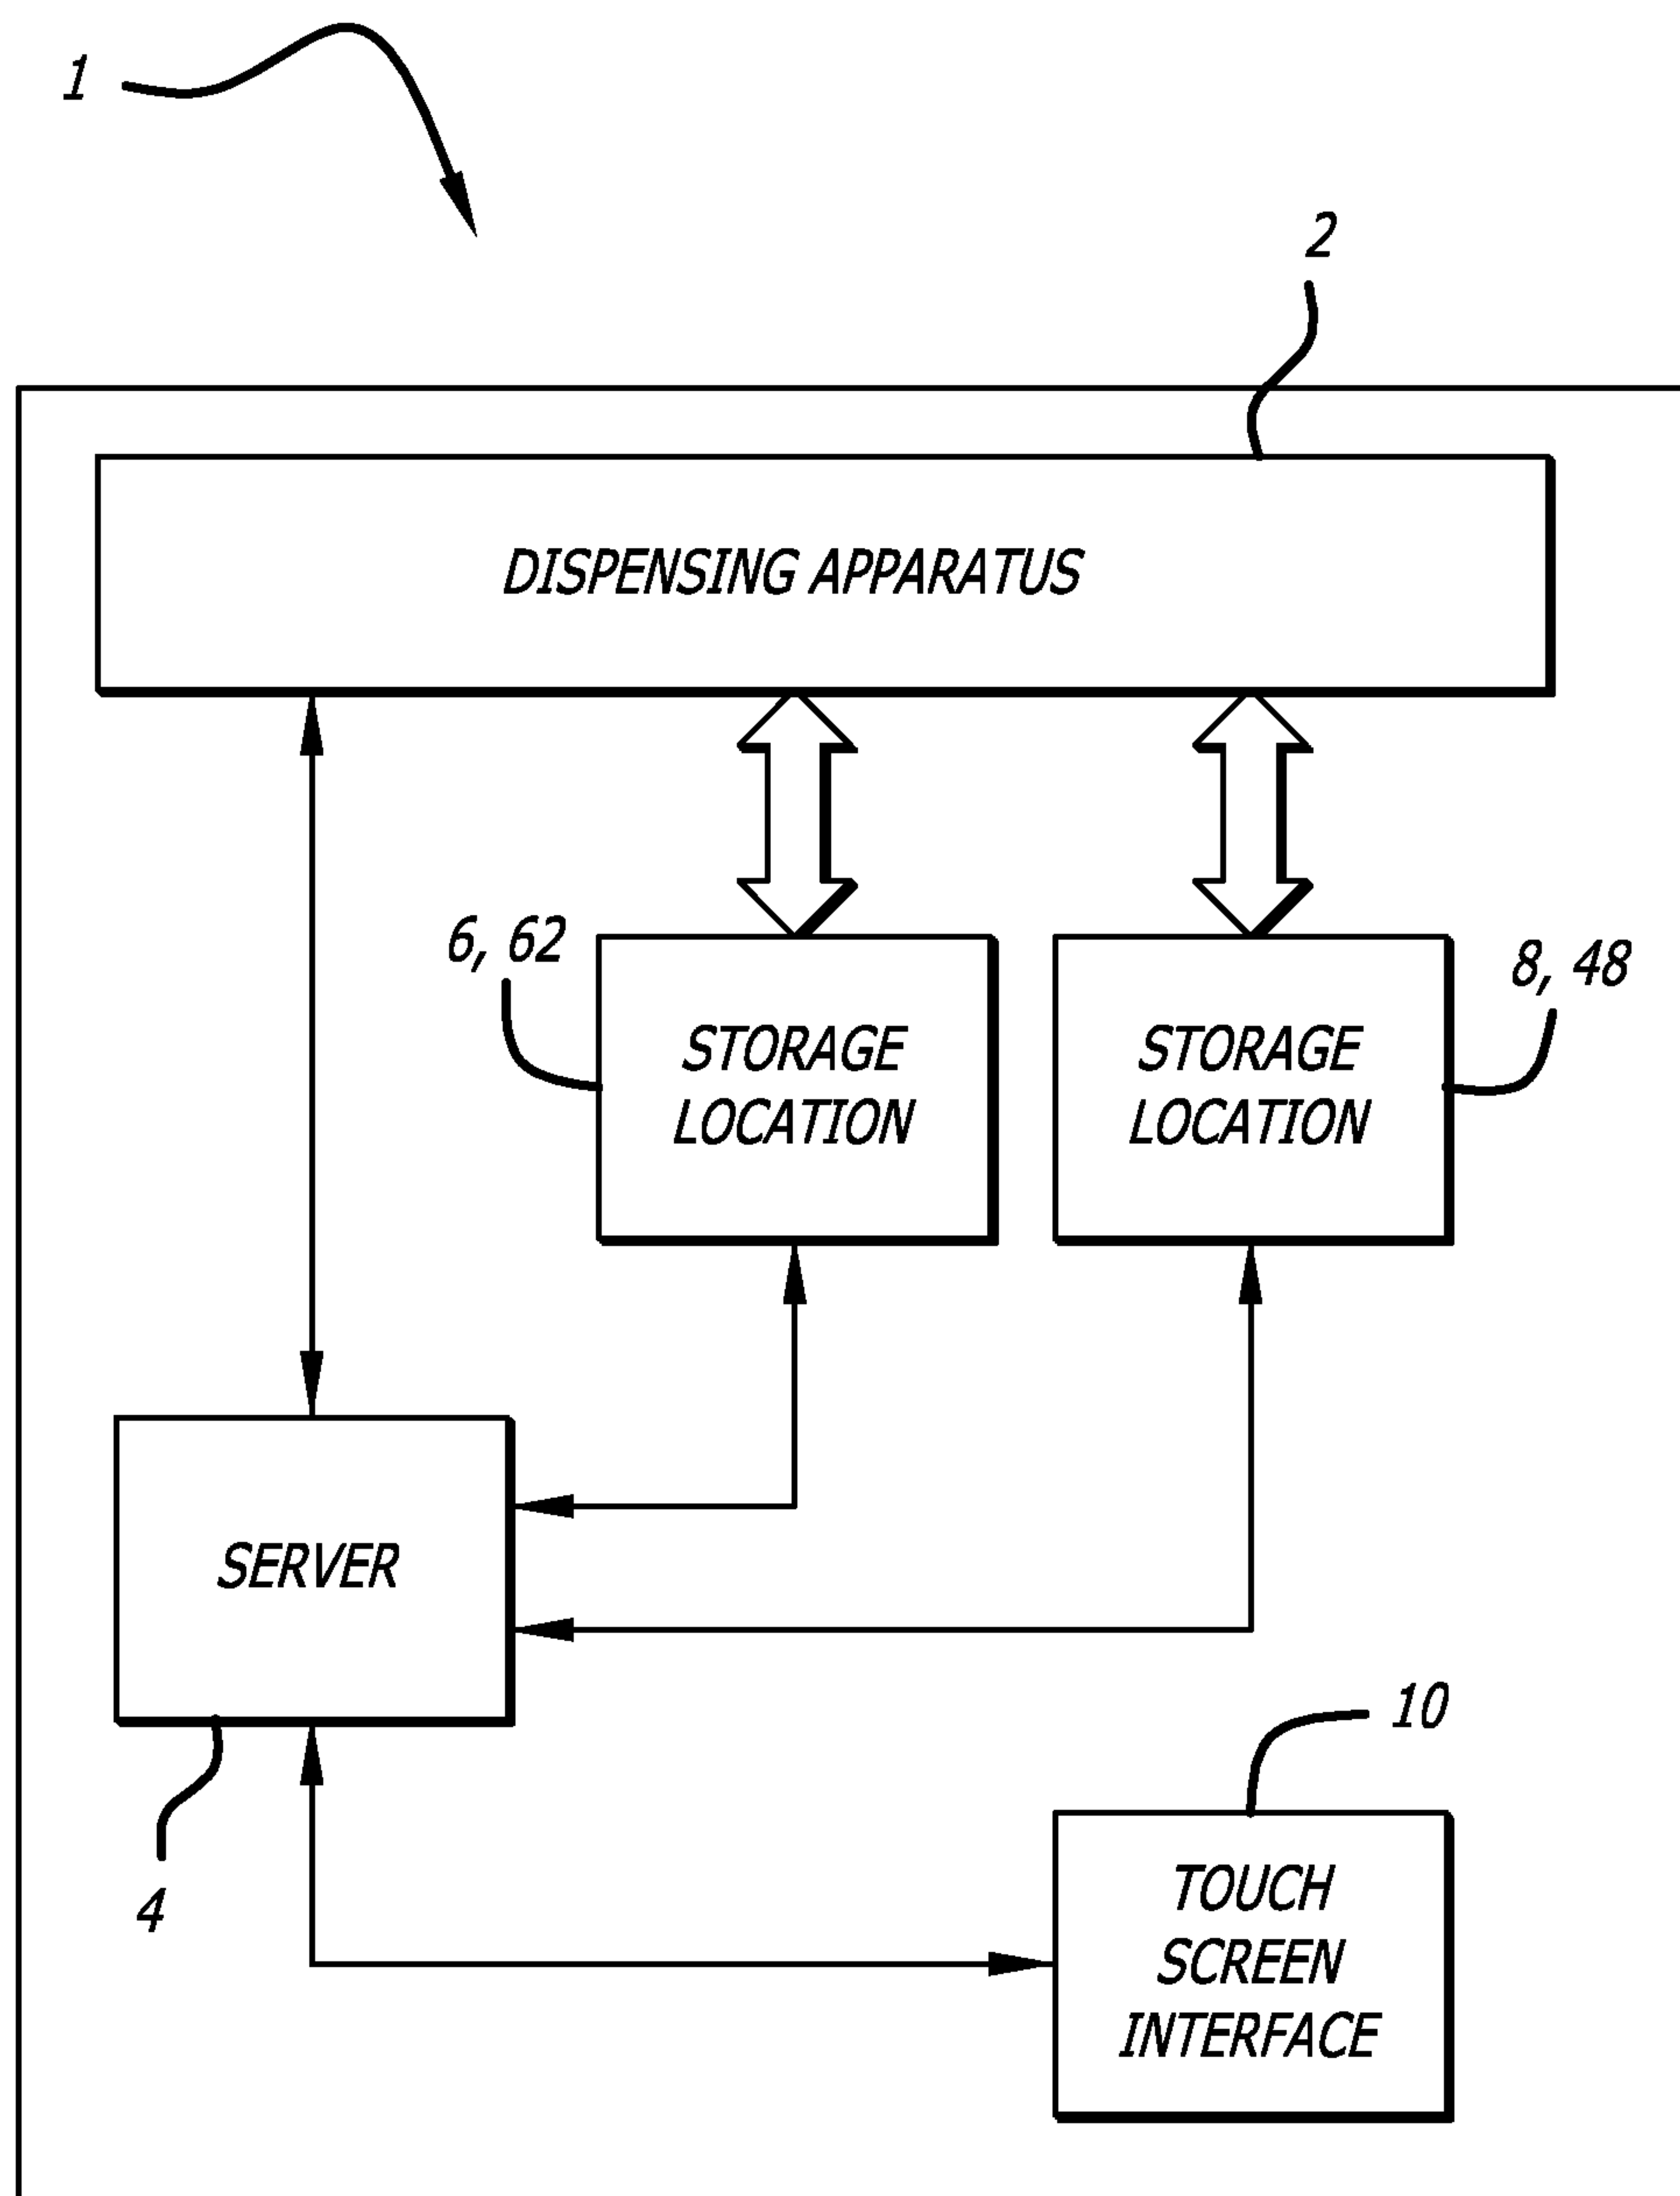 1
2
DISPENSING APPARATUS
6, 62
8, 48
STORAGE
LOCATION
STORAGE
LOCATION
SERVER
10
4
TOUCH
SCREEN
INTERFACE